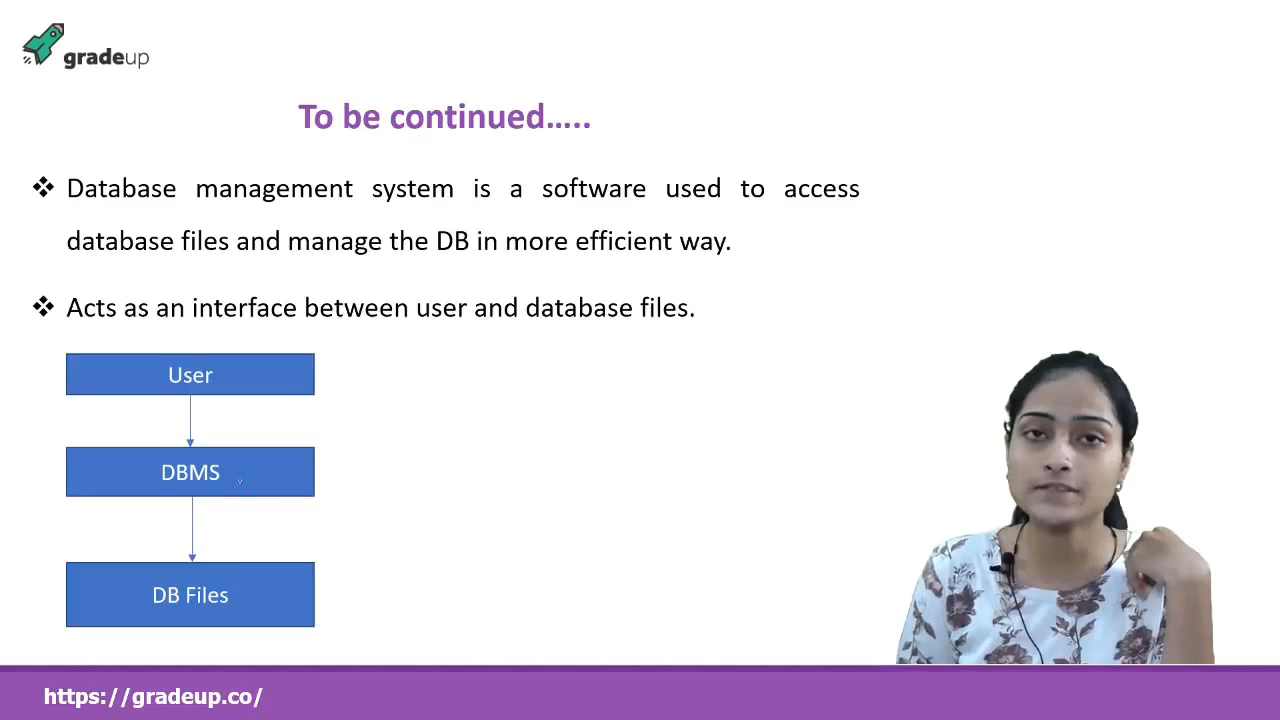 gradeup
To be continued.....
Database management system is a software used to access
database files and manage the DB in more efficient way.
Acts as an interface between user and database files.
User
DBMS
DB Files
https://gradeup.co/